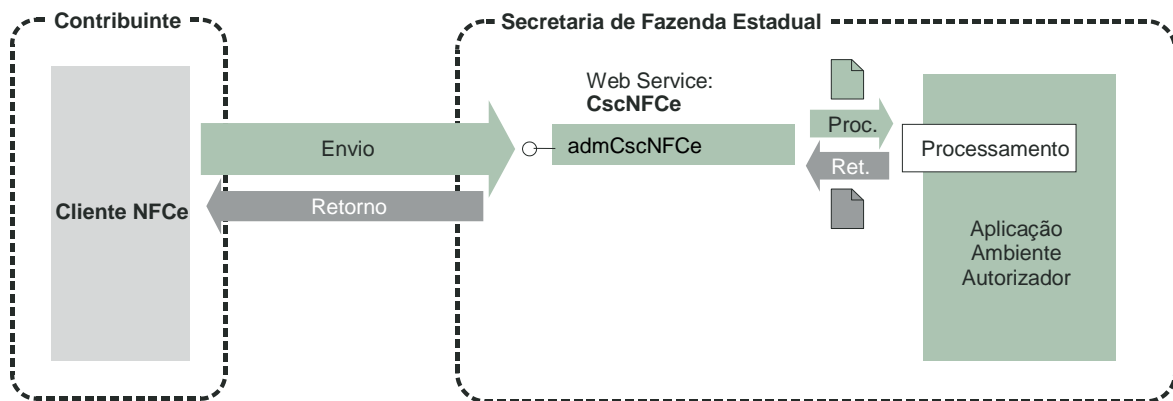 Contribuinte
Secretaria de Fazenda Estadual
Web Service:
CscNFCe
Envio
admCscNFCe
Proc.
Processamento
Ret.
Cliente NFCe
Retorno
Aplicação
Ambiente
Autorizador